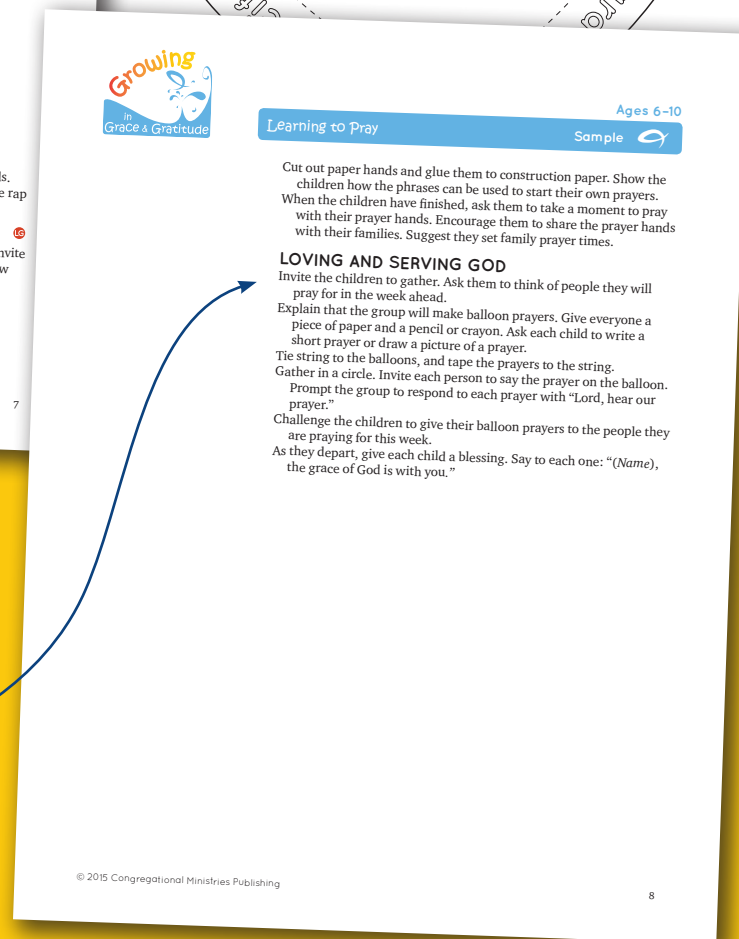 ls.
e rap
LG
nvite
w
7
Growing
in
Grace & Gratitude
Ages 6–10
Learning to Pray
Sample
Cut out paper hands and glue them to construction paper. Show the
children how the phrases can be used to start their own prayers.
When the children have finished, ask them to take a moment to pray
with their prayer hands. Encourage them to share the prayer hands
with their families. Suggest they set family prayer times.
LOVING AND SERVING GOD
Invite the children to gather. Ask them to think of people they will
pray for in the week ahead.
Explain that the group will make balloon prayers. Give everyone a
piece of paper and a pencil or crayon. Ask each child to write a
short prayer or draw a picture of a prayer.
Tie string to the balloons, and tape the prayers to the string.
Gather in a circle. Invite each person to say the prayer on the balloon.
Prompt the group to respond to each prayer with “Lord, hear our
prayer.”
Challenge the children to give their balloon prayers to the people they
are praying for this week.
As they depart, give each child a blessing. Say to each one: “(Name),
the grace of God is with you.”
© 2015 Congregational Ministries Publishing
8